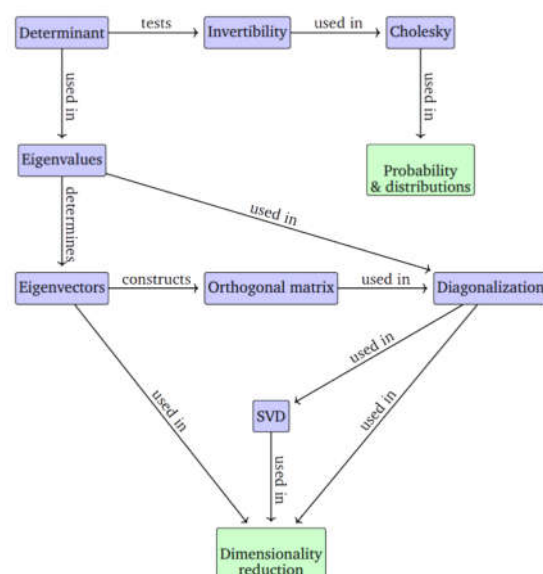 Determinant
tests
Invertibility
used in
Cholesky
used in
used in
Eigenvalues
Probability
& distributions
determines
used in
Eigenvectors
constructs
Orthogonal matrix
used in
Diagonalization
used in
used in
used in
SVD
used in
Dimensionality
reduction